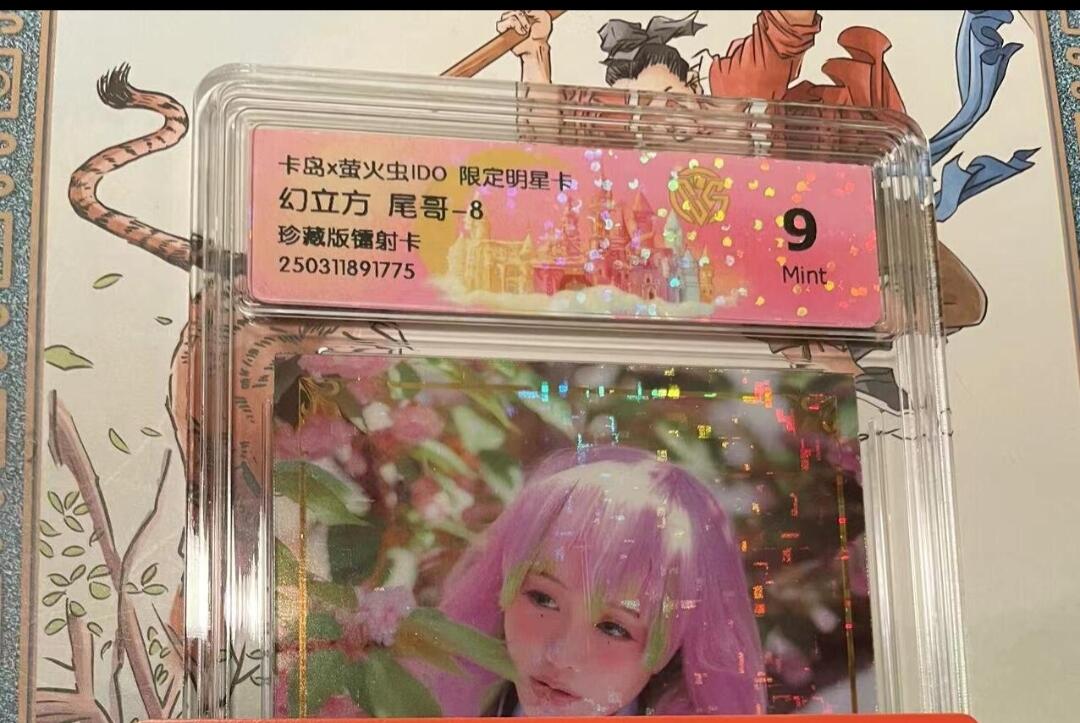 卡岛x萤火虫IDO 限定明星卡
幻立方 尾哥-8
珍藏版镭射卡
250311891775
9
Mint